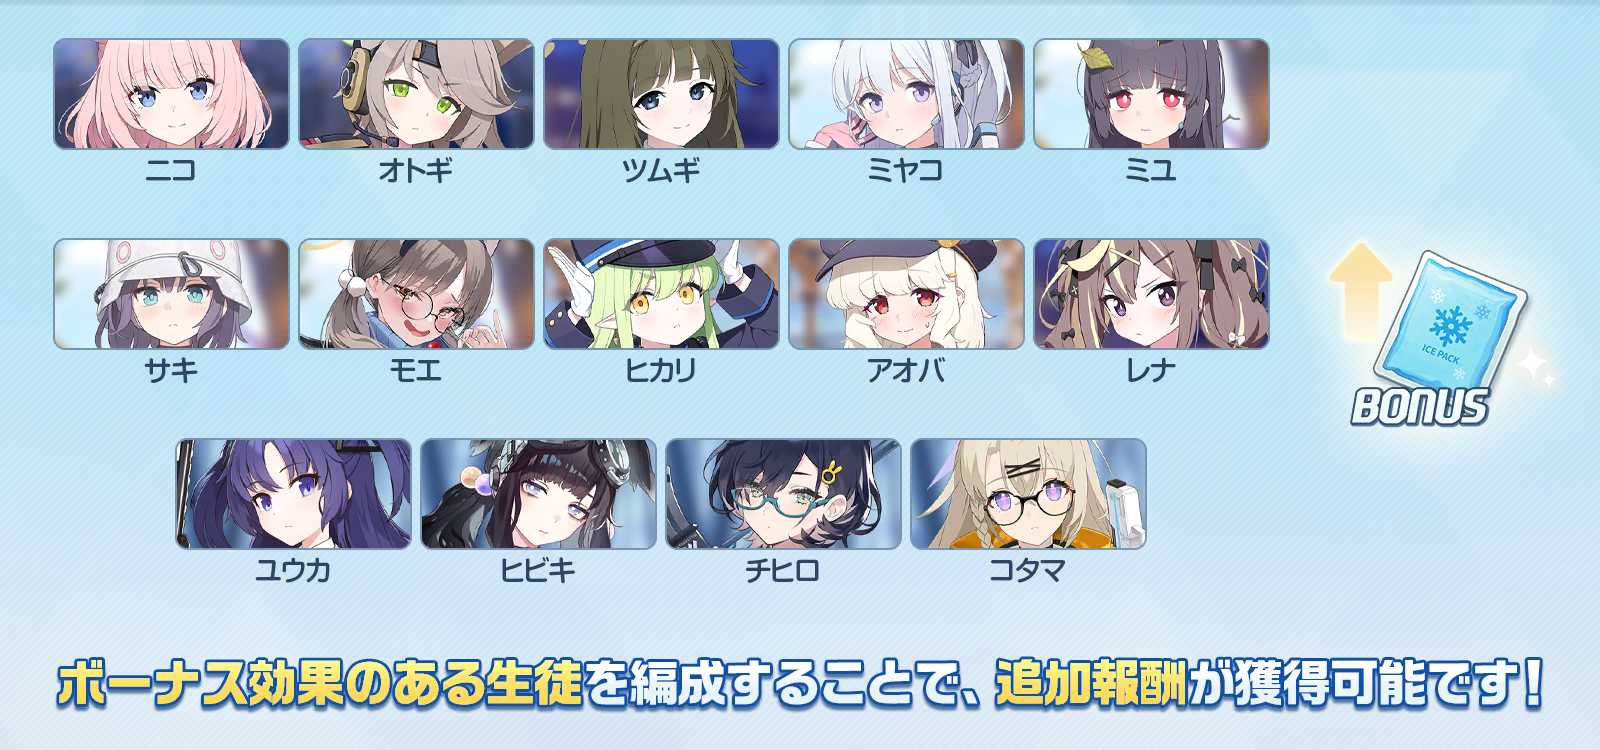 ニコ
オトギ
ツムギ
ミヤコ
ミユ
サキ
モエ
ヒカリ
アオバ
レナ
ICE PACK
BONUS
ユウカ
ヒビキ
チヒロ
コタマ
ボーナス効果のある生徒を編成することで、追加報酬が獲得可能です!